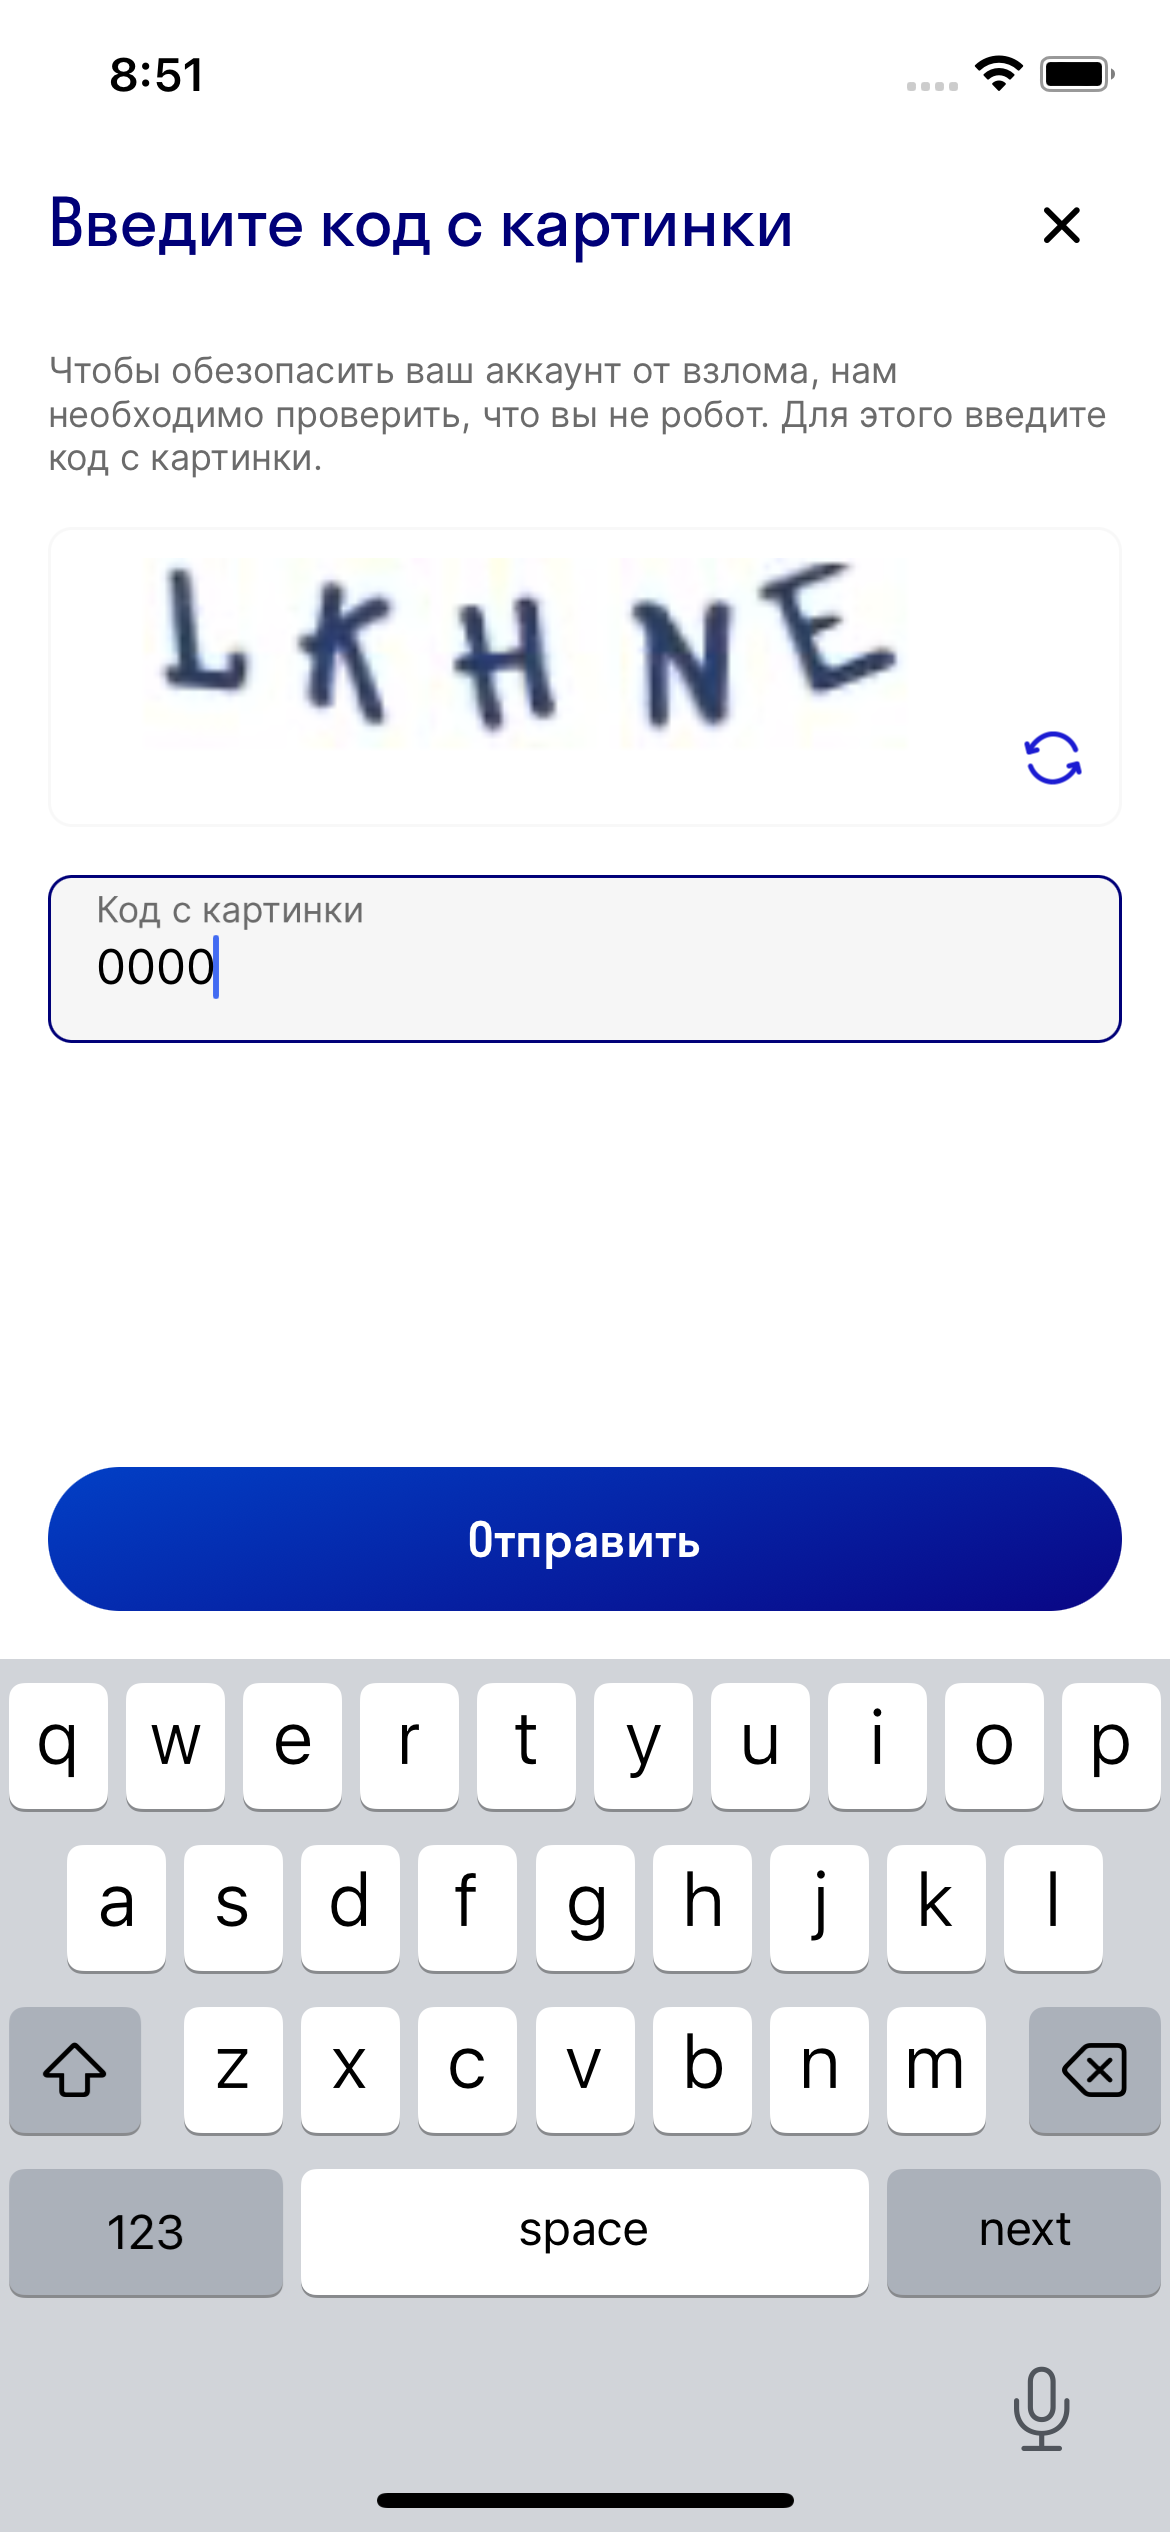 8:51
Введите код с картинки
Чтобы обезопасить ваш аккаунт от взлома, нам
необходимо проверить, что вы не робот. Для этого введите
код с картинки.
LKHNE
Код с картинки
0000
Отправить
q w e r t y u i o p
a s d f g h j k l
z x c v b n m
123 space next